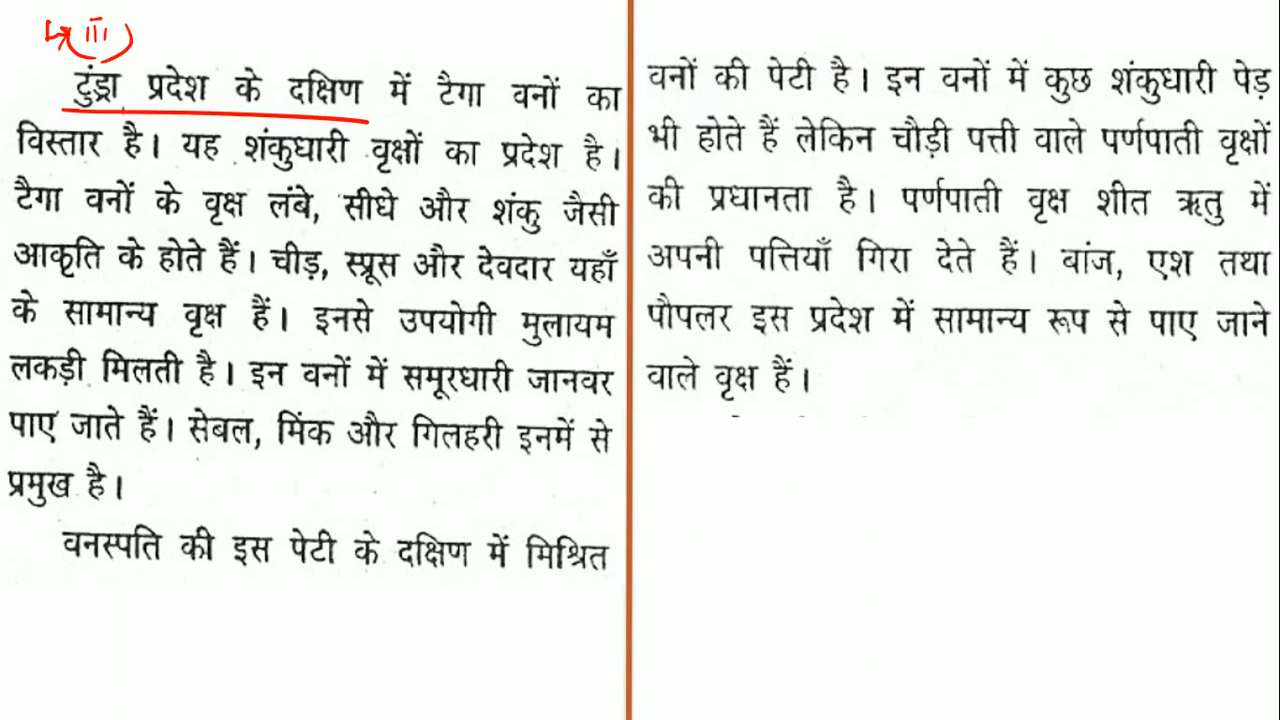 iii
टुंड्रा प्रदेश के दक्षिण में टैगा वनों का
विस्तार है। यह शंकुधारी वृक्षों का प्रदेश है।
टैगा वनों के वृक्ष लंबे, सीधे और शंकु जैसी
आकृति के होते हैं। चीड़, स्प्रूस और देवदार यहाँ
के सामान्य वृक्ष हैं। इनसे उपयोगी मुलायम
लकड़ी मिलती है। इन वनों में समूरधारी जानवर
पाए जाते हैं। सेबल, मिंक और गिलहरी इनमें से
प्रमुख है।
वनस्पति की इस पेटी के दक्षिण में मिश्रित
वनों की पेटी है। इन वनों में कुछ शंकुधारी पेड़
भी होते हैं लेकिन चौड़ी पत्ती वाले पर्णपाती वृक्षों
की प्रधानता है। पर्णपाती वृक्ष शीत ऋतु में
अपनी पत्तियाँ गिरा देते हैं। बांज, एश तथा
पौपलर इस प्रदेश में सामान्य रूप से पाए जाने
वाले वृक्ष हैं।